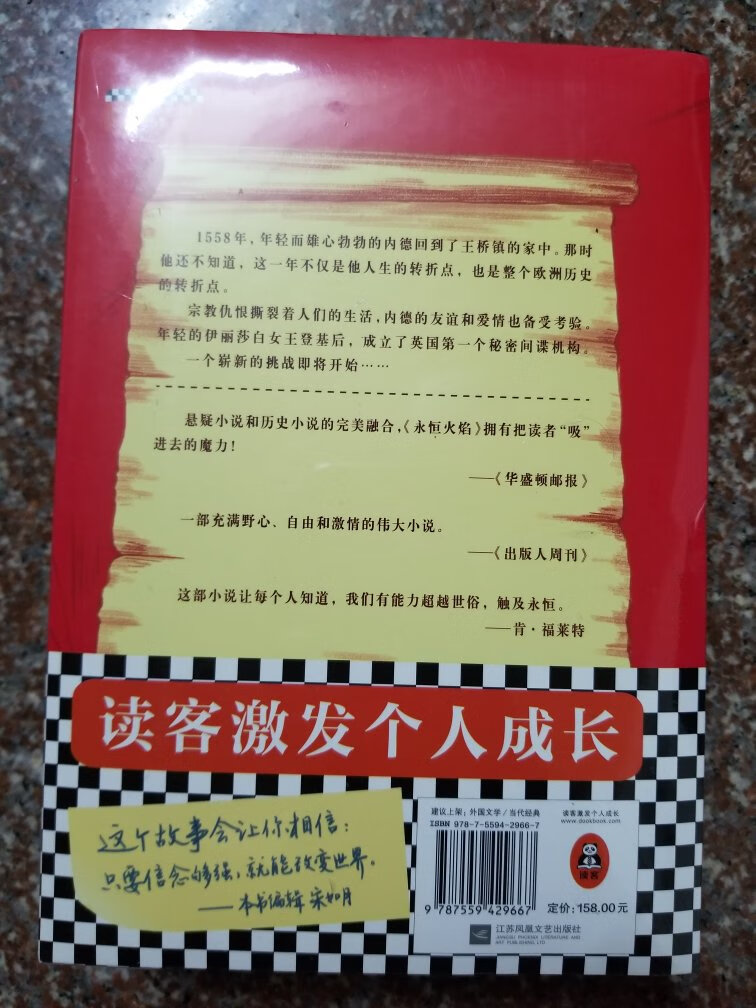 1558年，年轻而雄心勃勃的内德回到了王桥镇的家中。那时
他还不知道，这一年不仅是他人生的转折点，也是整个欧洲历史
的转折点。
宗教仇恨撕裂着人们的生活，内德的友谊和爱情也备受考验。
年轻的伊丽莎白女王登基后，成立了英国第一个秘密间谍机构。
一个崭新的挑战即将开始……
悬疑小说和历史小说的完美融合，《永恒火焰》拥有把读者“吸”
进去的魔力！
——《华盛顿邮报》
一部充满野心、自由和激情的伟大小说。
——《出版人周刊》
这部小说让每个人知道，我们有能力超越世俗，触及永恒。
——肯·福莱特
读客激发个人成长
这个故事会让你相信：
只要信念够强，就能改变世界。
——本书编辑 宋如月
建议上架：外国文学/当代经典
ISBN 978-7-5594-2966-7
9 787559 429667
江苏凤凰文艺出版社
JIANGSU PHOENIX LITERATURE AND
ART PUBLISHING, LTD
读客激发个人成长
www.dookbook.com
读客
定价：158.00元